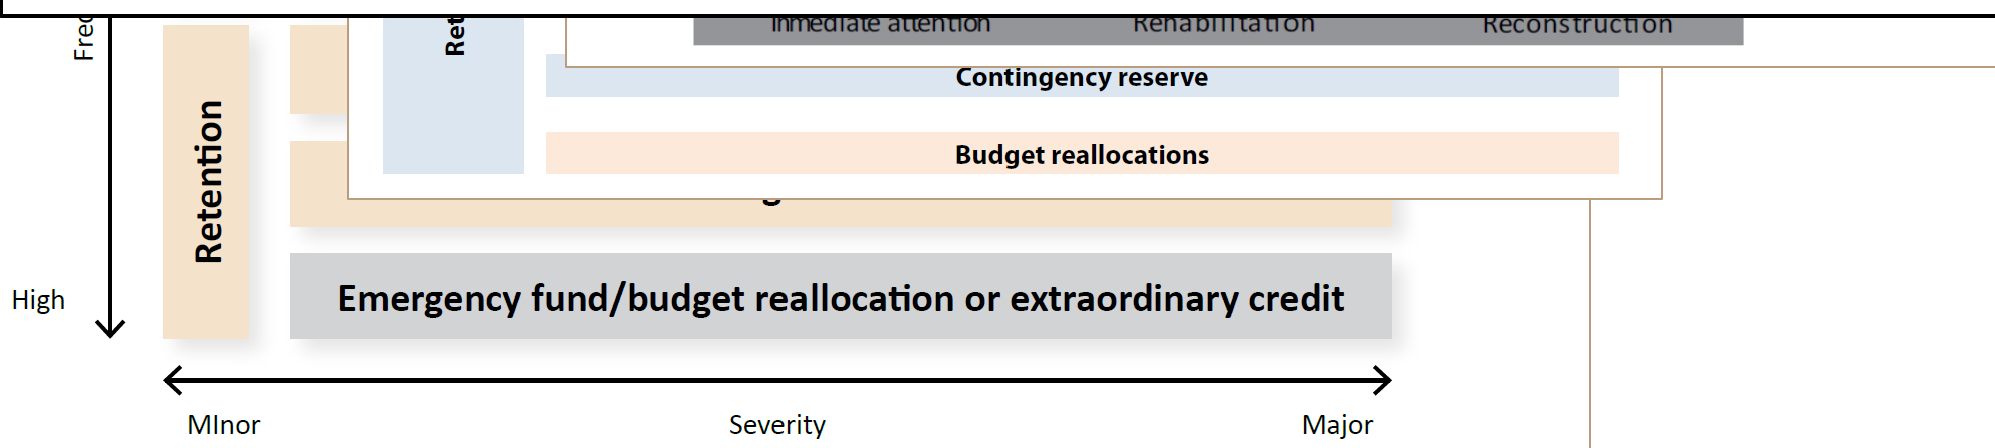 Immediate attention Rehabilitation Reconstruction
Contingency reserve
Budget reallocations
Retention
Emergency fund/budget reallocation or extraordinary credit
High
MInor Severity Major